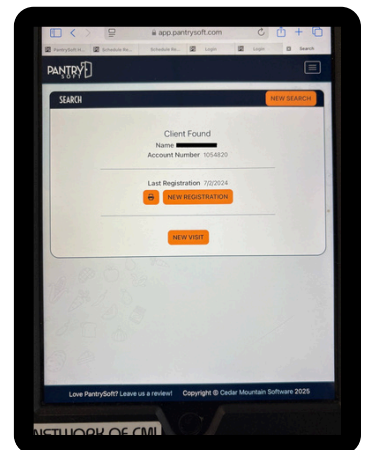 app.pantrysoft.com
PantrySoft H... Schedule Re... Schedule Re... Login Login Search
PANTRY
SOFT
SEARCH NEW SEARCH
Client Found
Name
Account Number 1054820
Last Registration 7/2/2024
NEW REGISTRATION
NEW VISIT
Love PantrySoft? Leave us a review! Copyright © Cedar Mountain Software 2025
NETWORK OF